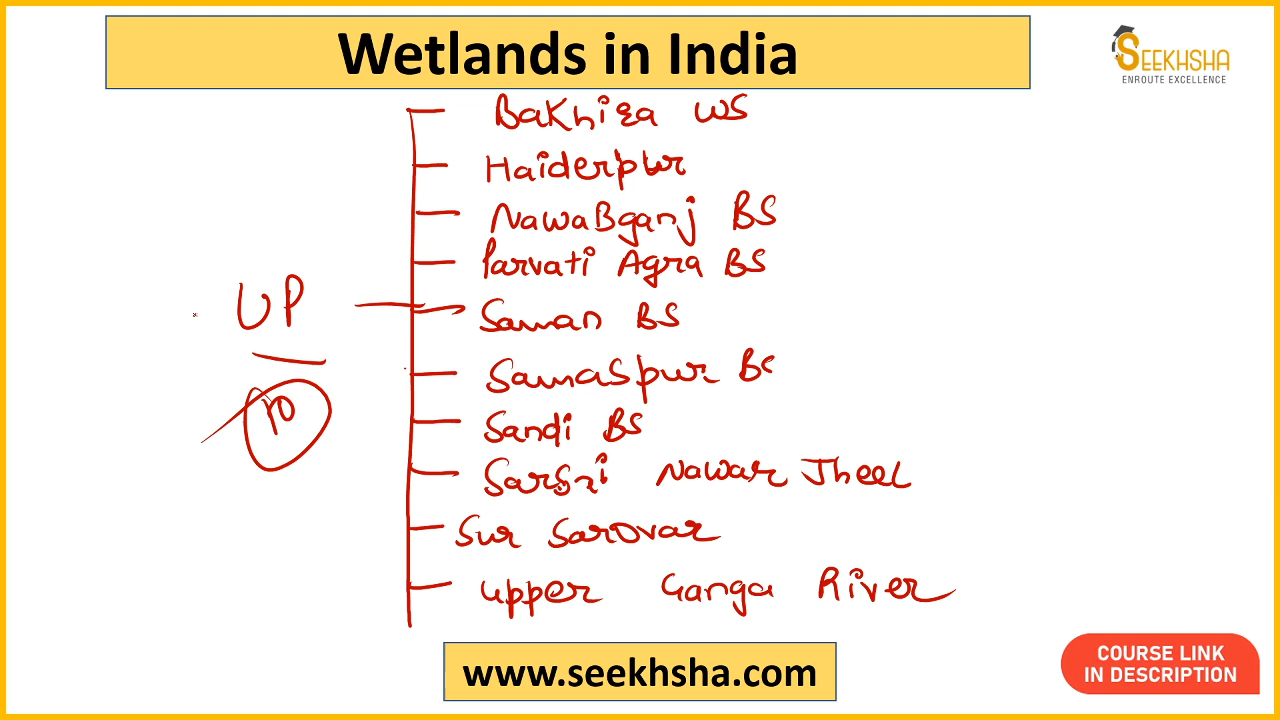 Wetlands in India
SEEKHSHA
ENROUTE EXCELLENCE
Bakhira WS
Haiderpur
NawaBganj BS
Parvati Agra BS
UP
Saman BS
Samaspur BS
10
Sandi BS
Sarsai Nawar Jheel
Sur Sarovar
Upper Ganga River
www.seekhsha.com
COURSE LINK
IN DESCRIPTION